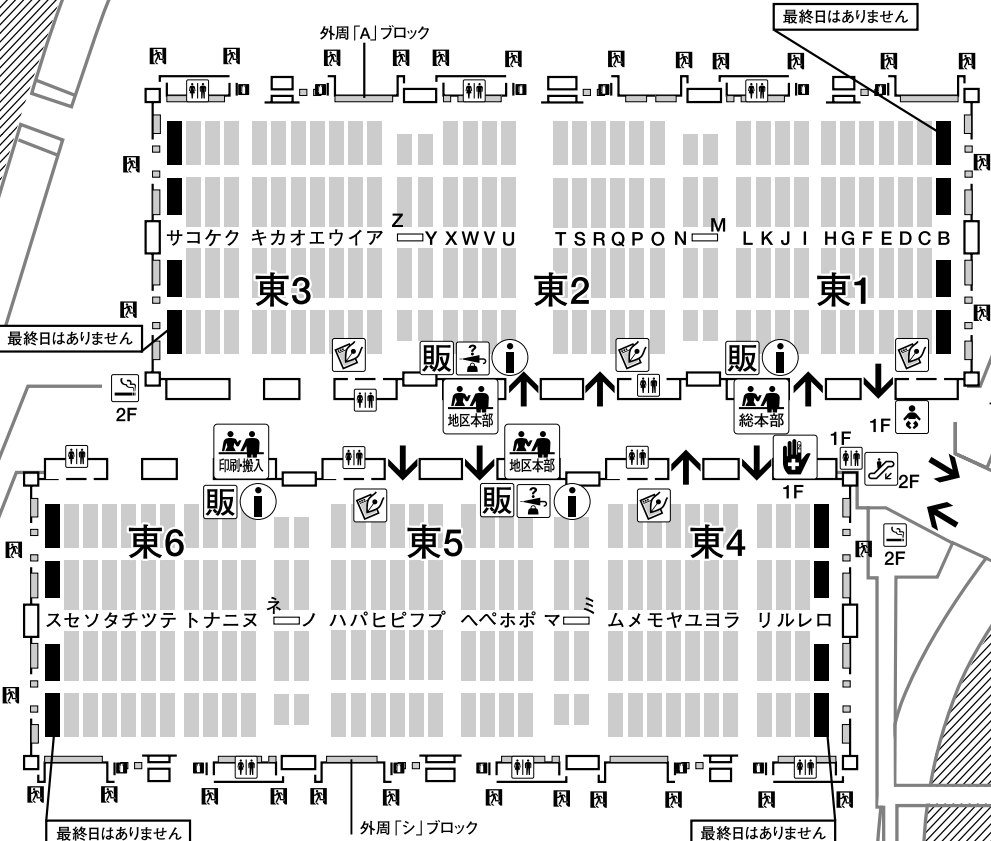 最終日はありません
外周「A」ブロック
Z
M
サコケク キカオエウイア Y X W V U T S R Q P O N L K J I H G F E D C B
東3 東2 東1
最終日はありません
販 ? i 販 i
2F
地区本部
総本部
1F
印刷・搬入
地区本部
1F
2F
販 i 販 ? i
1F
東6 東5 東4
2F
ネ
ミ
スセソタチツテ トナニヌ ノ ハパヒピフプ ヘペホポ マ ムメモヤユヨラ リルレロ
最終日はありません
外周「シ」ブロック
最終日はありません